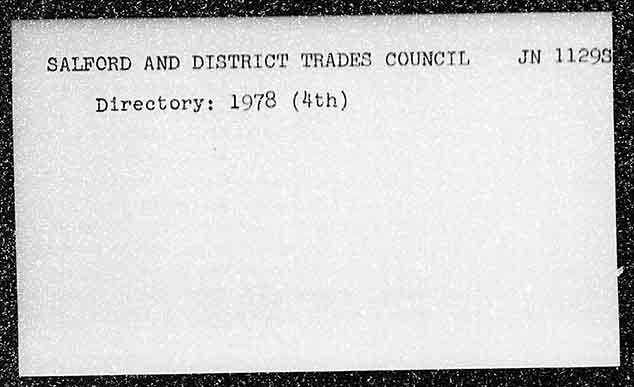 SALFORD AND DISTRICT TRADES COUNCIL JN 1129S
Directory: 1978 (4th)